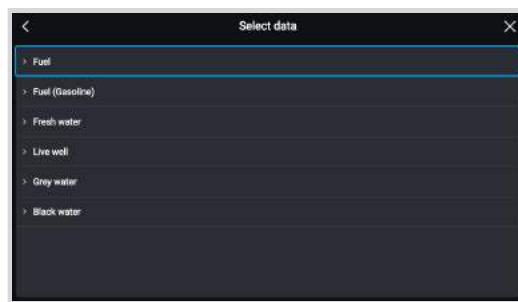 Select data
Fuel
Fuel (Gasoline)
Fresh water
Live well
Grey water
Black water